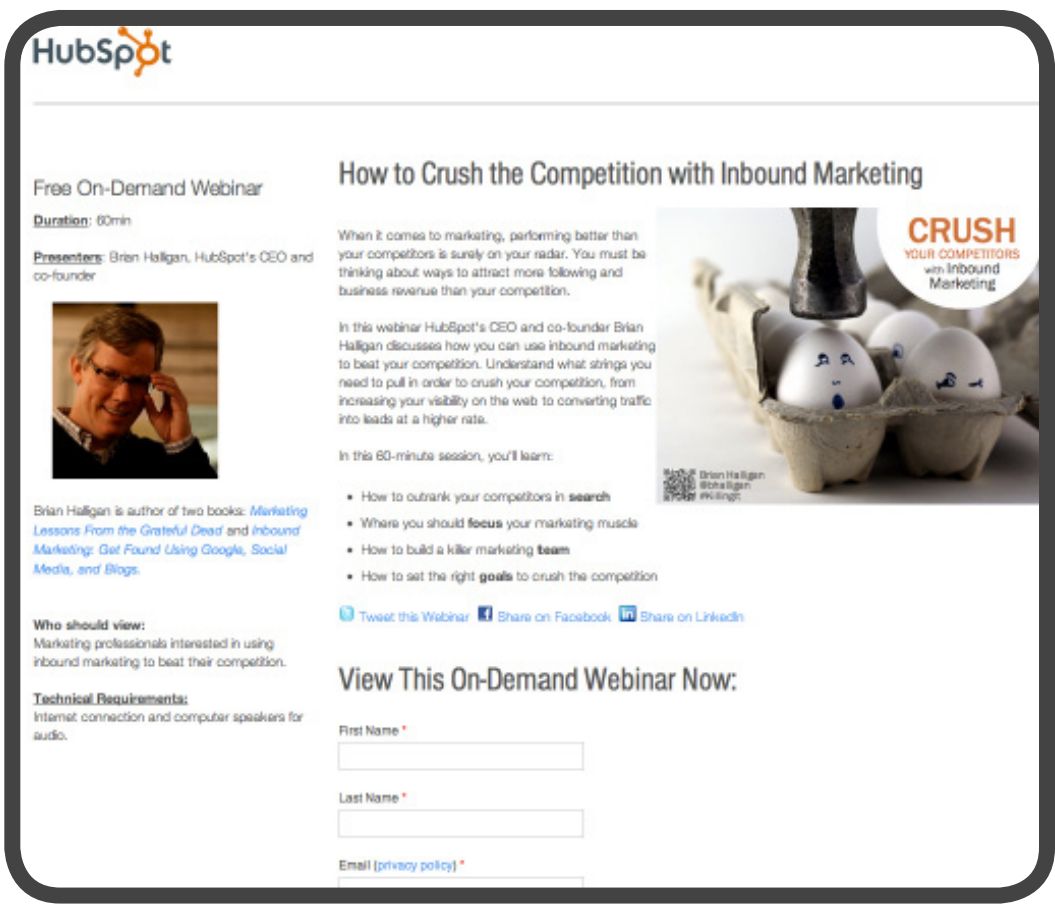 HubSpot
Free On-Demand Webinar
Duration: 60min
Presenters: Brian Halligan, HubSpot's CEO and
co-founder
Brian Halligan is author of two books: Marketing
Lessons From the Grateful Dead and Inbound
Marketing: Get Found Using Google, Social
Media, and Blogs.
Who should view:
Marketing professionals interested in using
inbound marketing to beat their competition.
Technical Requirements:
Internet connection and computer speakers for
audio.
How to Crush the Competition with Inbound Marketing
When it comes to marketing, performing better than
your competitors is surely on your radar. You must be
thinking about ways to attract more following and
business revenue than your competition.
In this webinar HubSpot's CEO and co-founder Brian
Halligan discusses how you can use inbound marketing
to beat your competition. Understand what strings you
need to pull in order to crush your competition, from
increasing your visibility on the web to converting traffic
into leads at a higher rate.
In this 60-minute session, you'll learn:
• How to outrank your competitors in search
• Where you should focus your marketing muscle
• How to build a killer marketing team
• How to set the right goals to crush the competition
CRUSH
YOUR COMPETITORS
with Inbound
Marketing
Brian Halligan
@bhalligan
#Killingit
Tweet this Webinar Share on Facebook Share on LinkedIn
View This On-Demand Webinar Now:
First Name *
Last Name *
Email (privacy policy) *